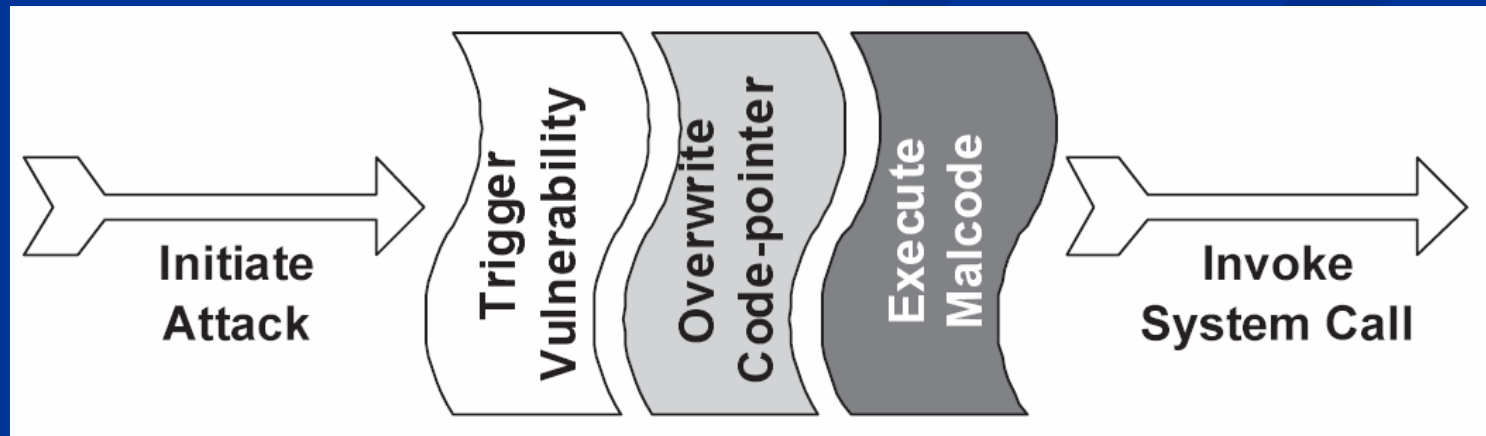 Initiate
Attack
Trigger
Vulnerability
Overwrite
Code-pointer
Execute
Malcode
Invoke
System Call